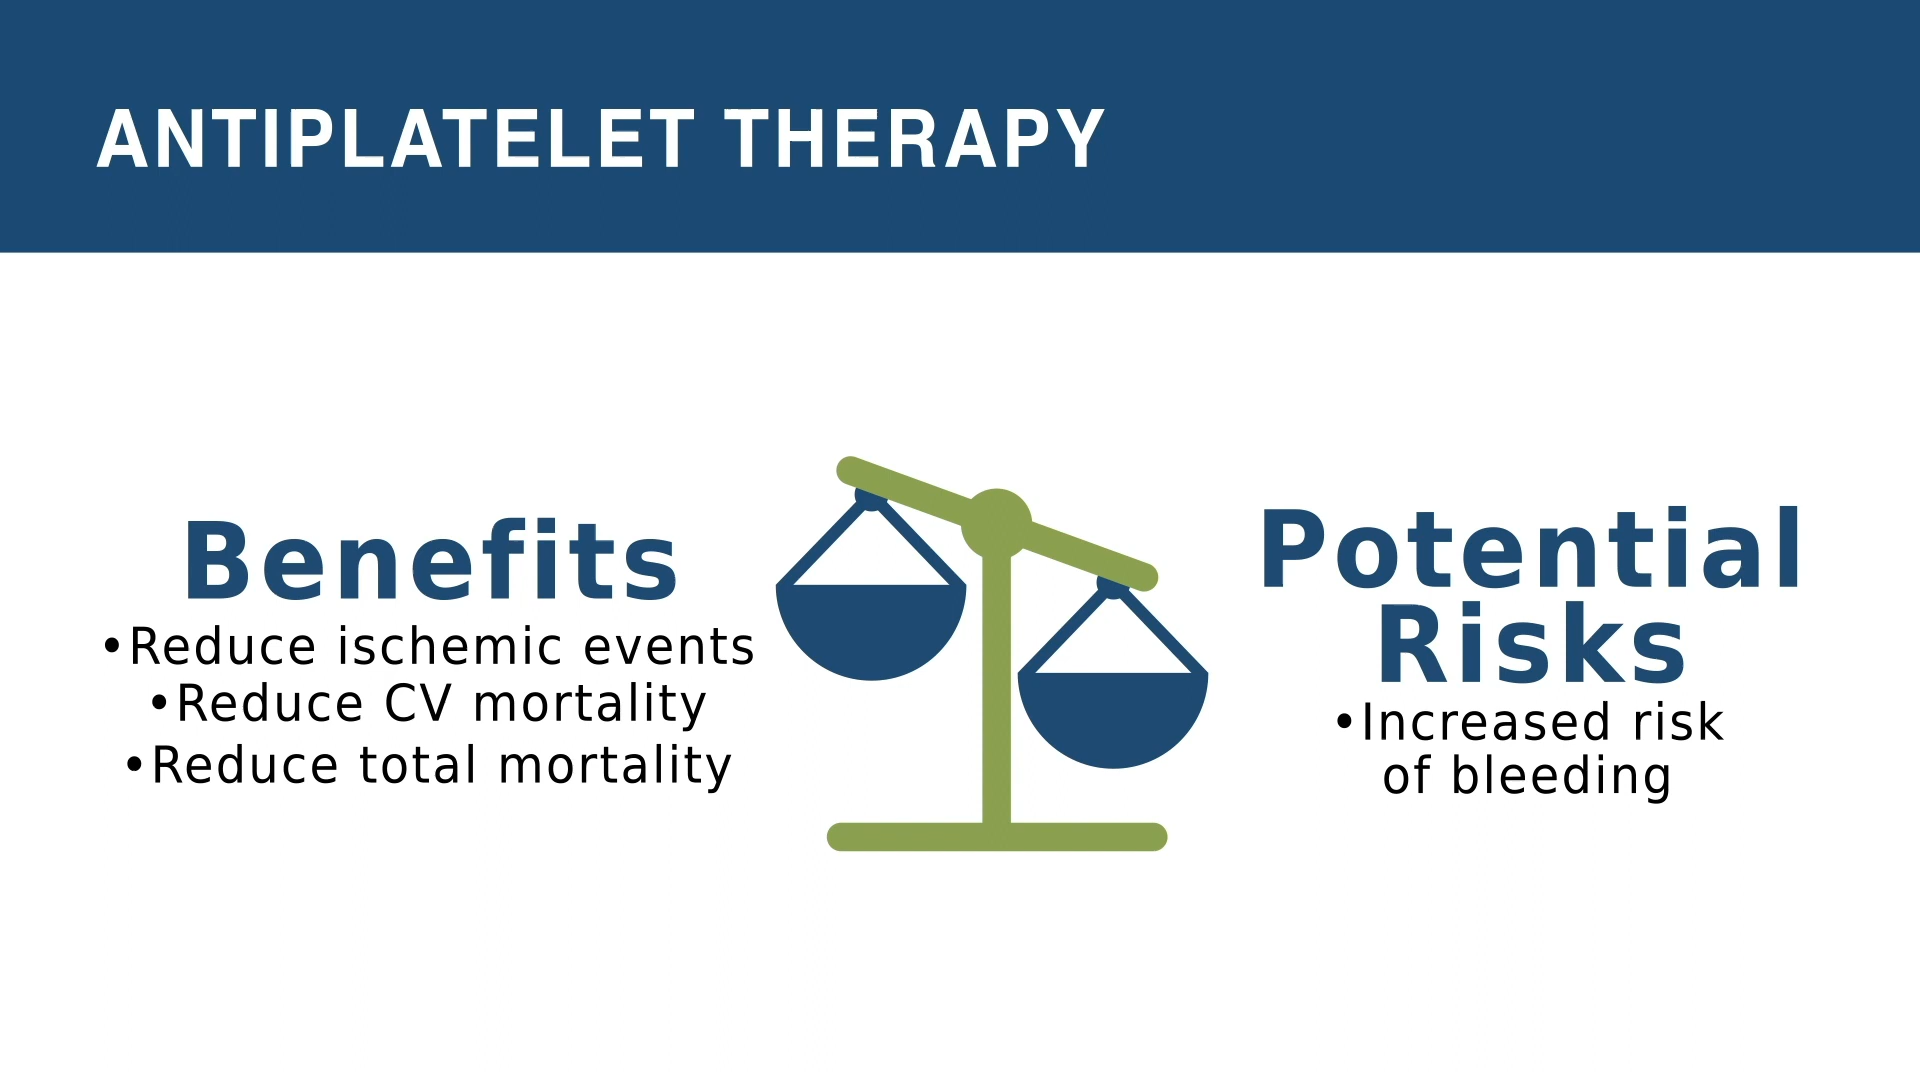 ANTIPLATELET THERAPY
Benefits
•Reduce ischemic events
•Reduce CV mortality
•Reduce total mortality
Potential
Risks
•Increased risk
of bleeding